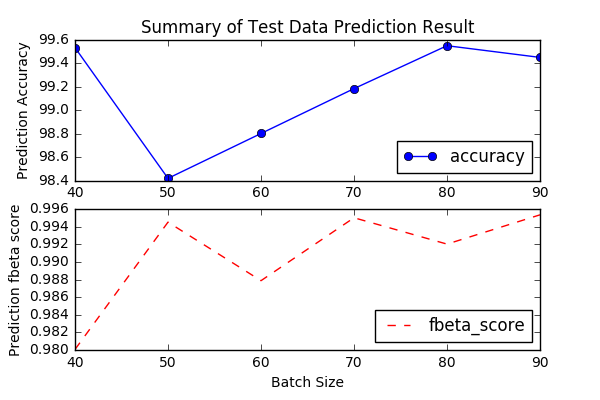 Summary of Test Data Prediction Result
Prediction Accuracy
99.6
99.4
99.2
99.0
98.8
98.6
98.4
accuracy
40 50 60 70 80 90
Prediction fbeta score
0.996
0.994
0.992
0.990
0.988
0.986
0.984
0.982
0.980
fbeta_score
40 50 60 70 80 90
Batch Size